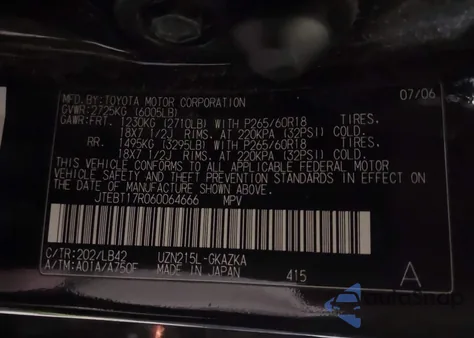 MFD. BY: TOYOTA MOTOR CORPORATION 07/06
GVWR: 2725KG (6005LB)
GAWR: FRT. 1230KG (2710LB) WITH P265/60R18 TIRES,
18X7 1/2J RIMS, AT 220KPA (32PSI) COLD.
RR. 1495KG (3295LB) WITH P265/60R18 TIRES,
18X7 1/2J RIMS, AT 220KPA (32PSI) COLD.
THIS VEHICLE CONFORMS TO ALL APPLICABLE FEDERAL MOTOR
VEHICLE SAFETY STANDARDS IN EFFECT ON THE
DATE OF MANUFACTURE SHOWN ABOVE.
JTEBT17R060064666 MPV
C/TR: 202/LB42 UZN215L-GKAZKA
A/TM: A01A/A750F MADE IN JAPAN 415 A
AutoSnap